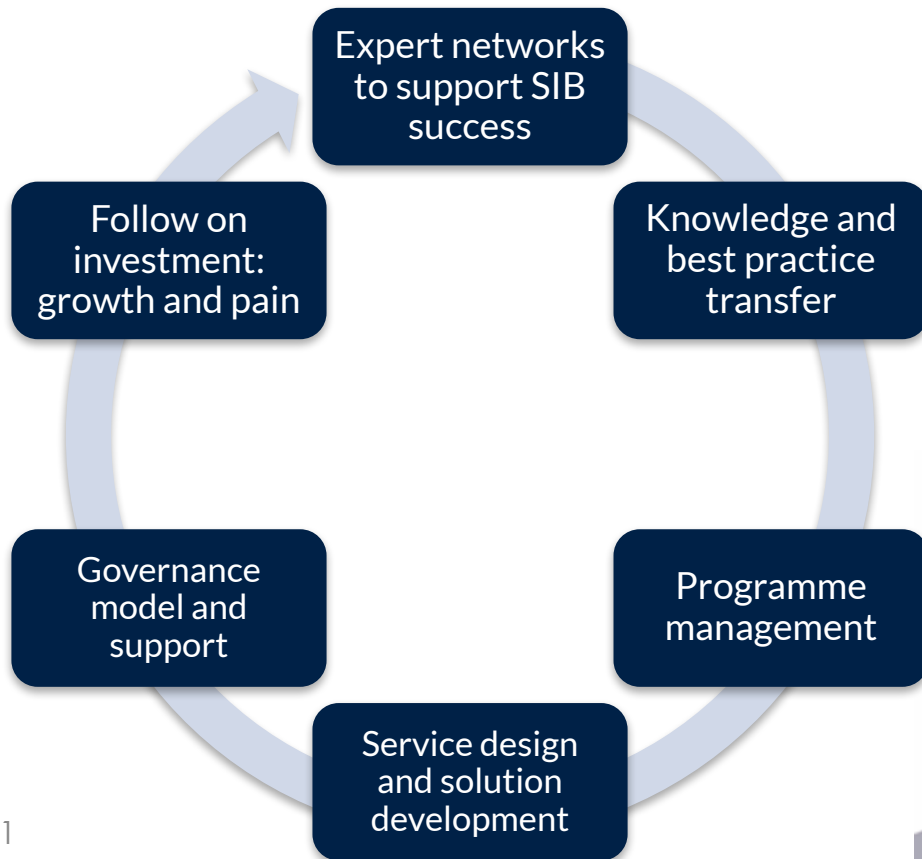 Expert networks
to support SIB
success
Knowledge and
best practice
transfer
Programme
management
Service design
and solution
development
Governance
model and
support
Follow on
investment:
growth and pain
1